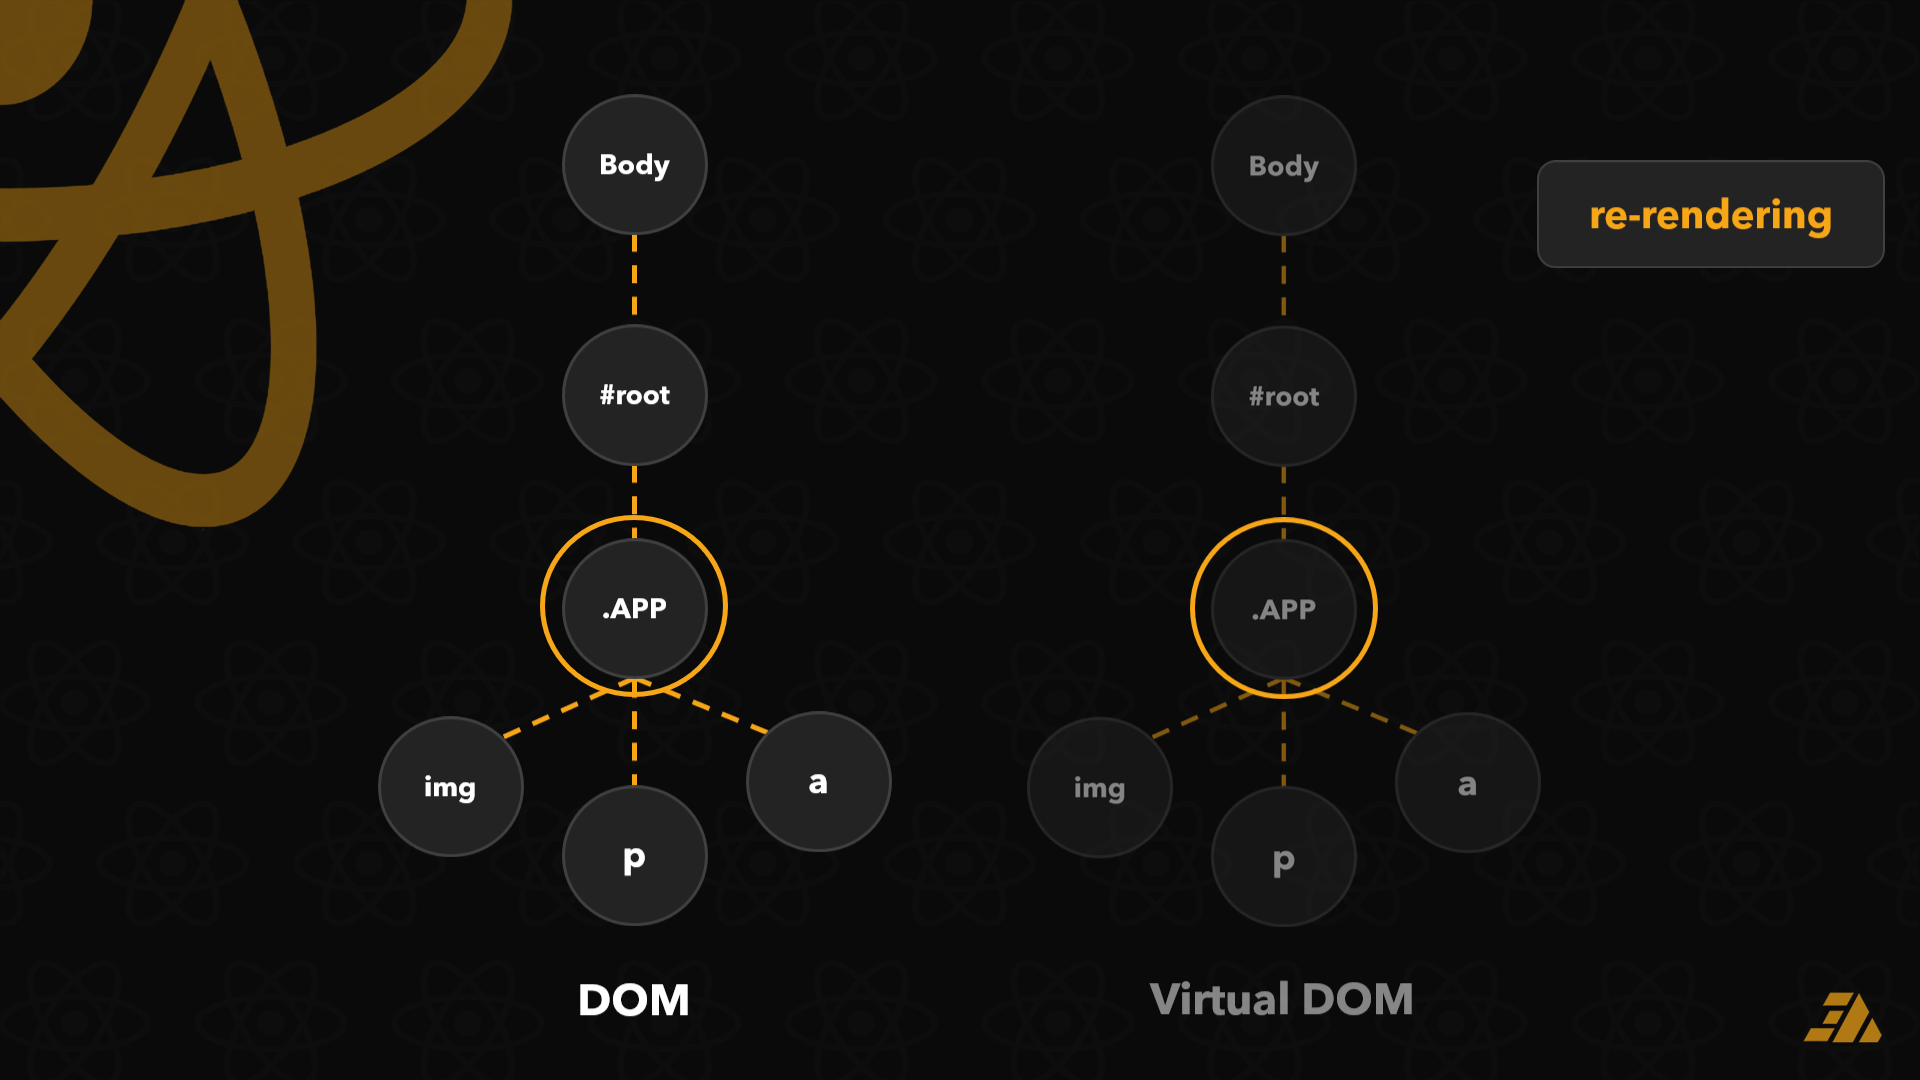 Body
#root
.APP
img
p
a
DOM
Body
#root
.APP
img
p
a
Virtual DOM
re-rendering